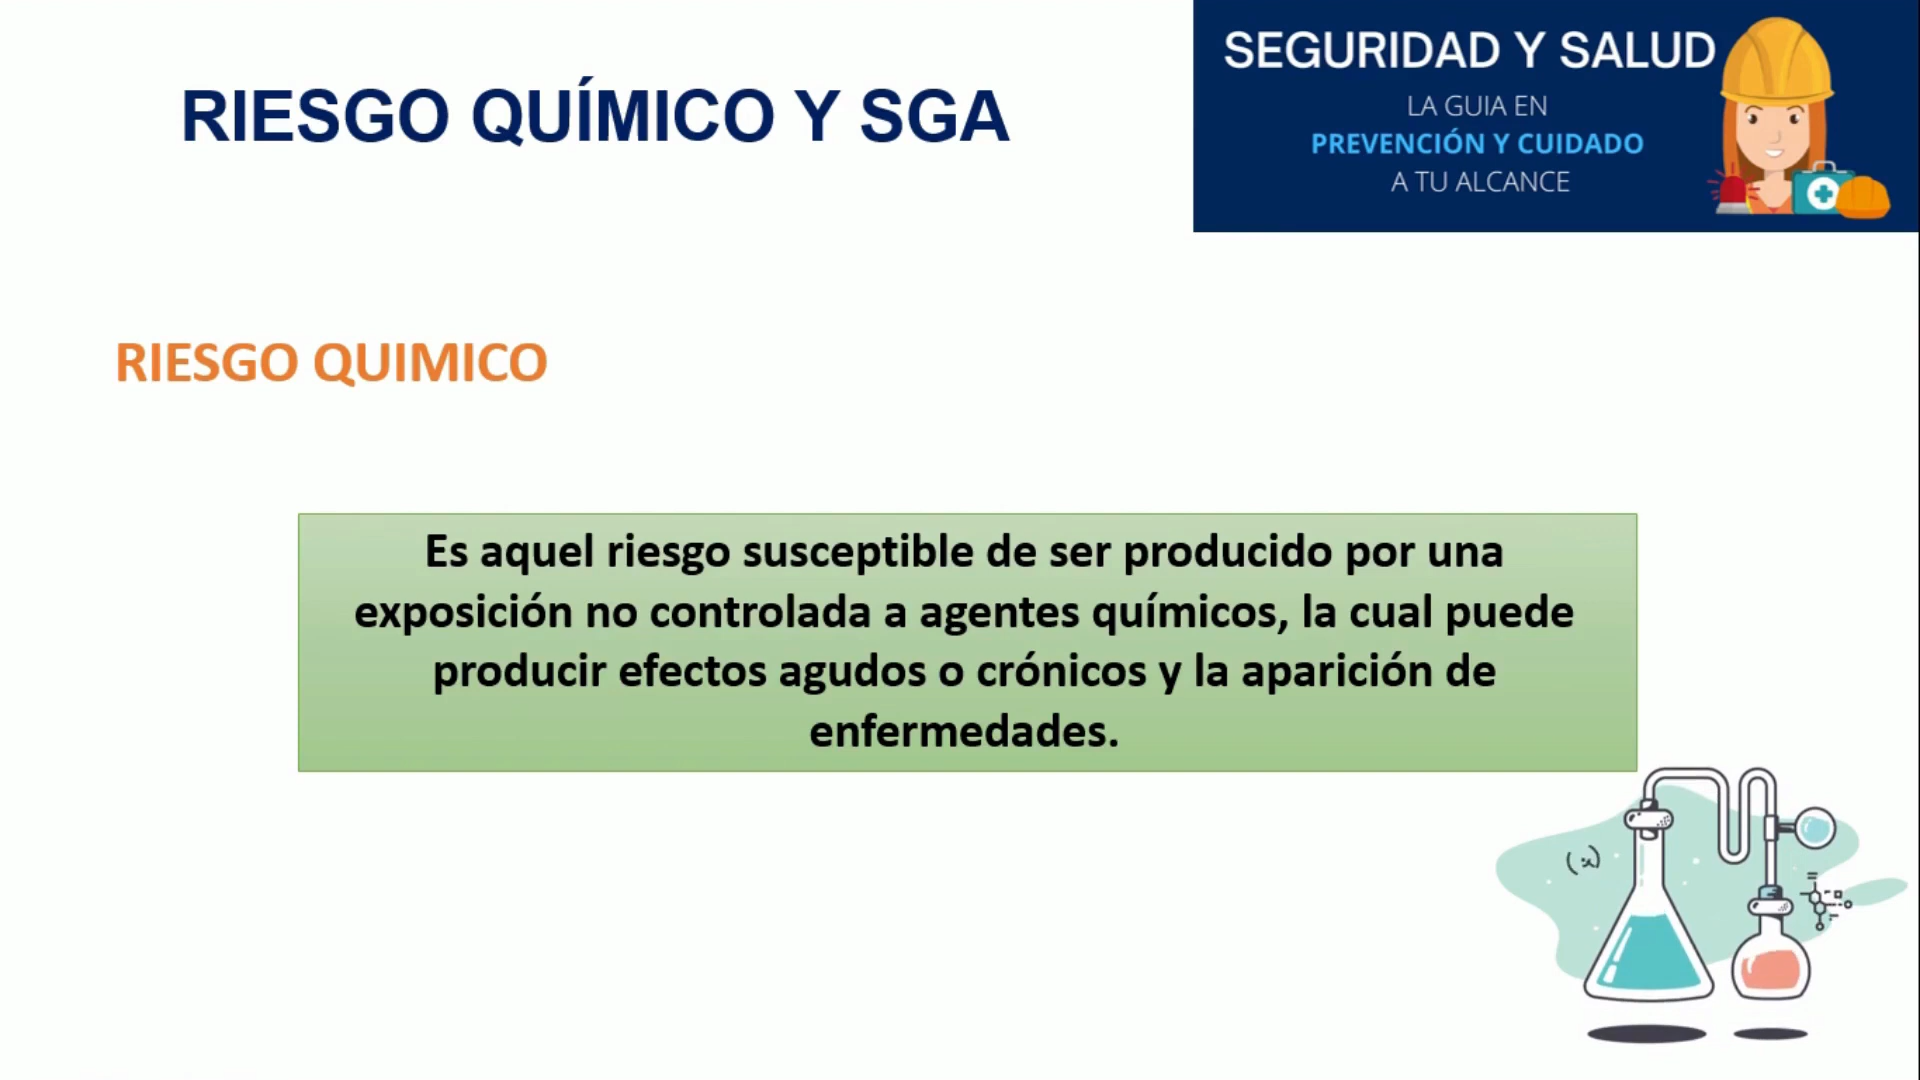 RIESGO QUÍMICO Y SGA
SEGURIDAD Y SALUD
LA GUIA EN
PREVENCIÓN Y CUIDADO
A TU ALCANCE
RIESGO QUIMICO
Es aquel riesgo susceptible de ser producido por una
exposición no controlada a agentes químicos, la cual puede
producir efectos agudos o crónicos y la aparición de
enfermedades.